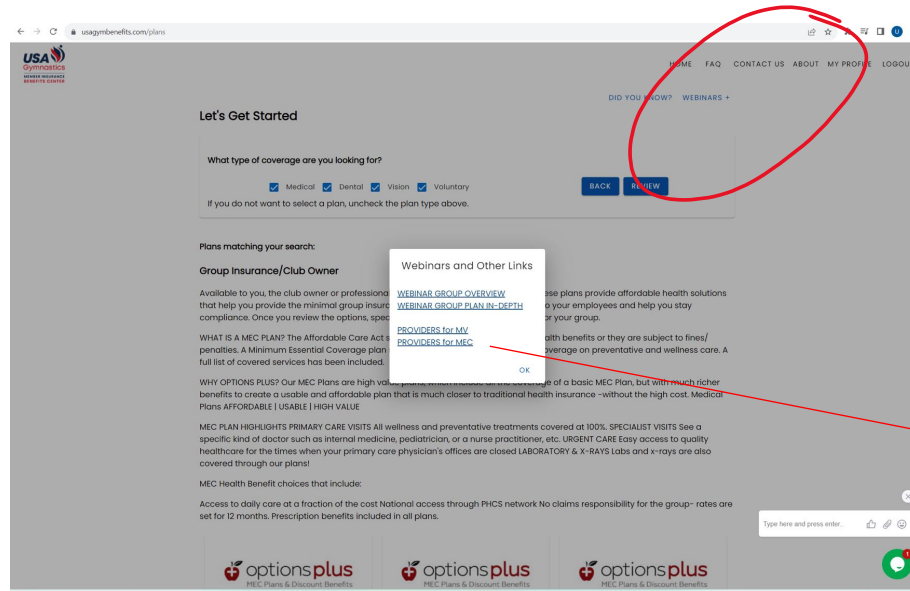 usagymbenefits.com/plans
U
USA
Gymnastics
MEMBER INSURANCE
BENEFITS CENTER
HOME FAQ CONTACT US ABOUT MY PROFILE LOGOU
DID YOU KNOW? WEBINARS +
Let's Get Started
What type of coverage are you looking for?
Medical Dental Vision Voluntary
BACK REVIEW
If you do not want to select a plan, uncheck the plan type above.
Plans matching your search:
Group Insurance/Club Owner
Available to you, the club owner or professional ese plans provide affordable health solutions
that help you provide the minimal group insur o your employees and help you stay
compliance. Once you review the options, spec or your group.
WHAT IS A MEC PLAN? The Affordable Care Act s alth benefits or they are subject to fines/
penalties. A Minimum Essential Coverage plan overage on preventative and wellness care. A
full list of covered services has been included.
Webinars and Other Links
WEBINAR GROUP OVERVIEW
WEBINAR GROUP PLAN IN-DEPTH
PROVIDERS for MV
PROVIDERS for MEC
OK
WHY OPTIONS PLUS? Our MEC Plans are high value plans, which include all the coverage of a basic MEC Plan, but with much richer
benefits to create a usable and affordable plan that is much closer to traditional health insurance -without the high cost. Medical
Plans AFFORDABLE | USABLE | HIGH VALUE
MEC PLAN HIGHLIGHTS PRIMARY CARE VISITS All wellness and preventative treatments covered at 100%. SPECIALIST VISITS See a
specific kind of doctor such as internal medicine, pediatrician, or a nurse practitioner, etc. URGENT CARE Easy access to quality
healthcare for the times when your primary care physician's offices are closed LABORATORY & X-RAYS Labs and x-rays are also
covered through our plans!
MEC Health Benefit choices that include:
Access to daily care at a fraction of the cost National access through PHCS network No claims responsibility for the group- rates are
set for 12 months. Prescription benefits included in all plans.
Type here and press enter..
1
options plus options plus options plus
MEC Plans & Discount Benefits MEC Plans & Discount Benefits MEC Plans & Discount Benefits